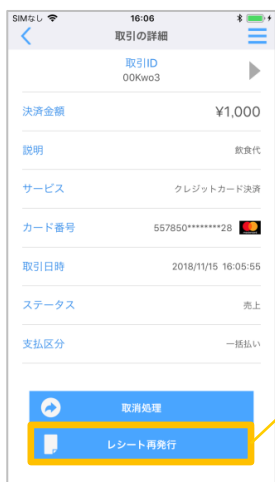 SIMなし 16:06
取引の詳細
取引ID
00Kwo3
決済金額 ¥1,000
説明 飲食代
サービス クレジットカード決済
カード番号 557850********28
取引日時 2018/11/15 16:05:55
ステータス 売上
支払区分 一括払い
取消処理
レシート再発行